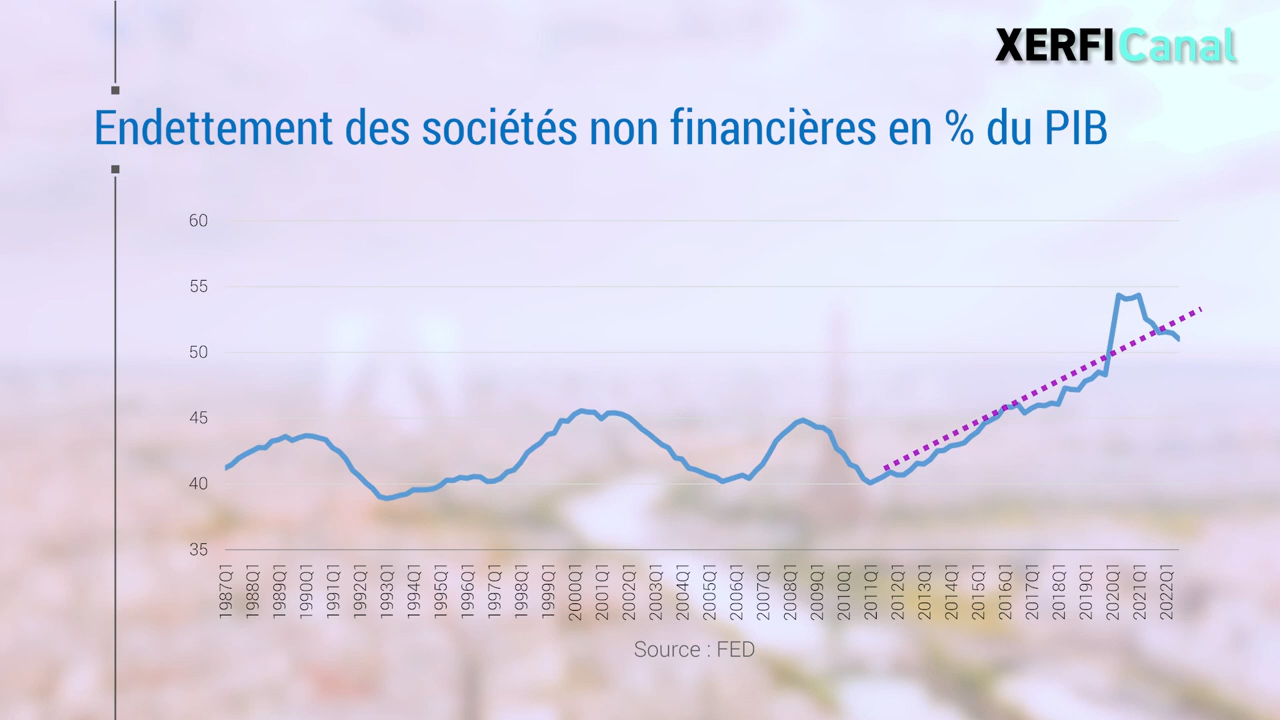 XERFI Canal
Endettement des sociétés non financières en % du PIB
60
55
50
45
40
35
1987Q1
1988Q1
1989Q1
1990Q1
1991Q1
1992Q1
1993Q1
1994Q1
1995Q1
1996Q1
1997Q1
1998Q1
1999Q1
2000Q1
2001Q1
2002Q1
2003Q1
2004Q1
2005Q1
2006Q1
2007Q1
2008Q1
2009Q1
2010Q1
2011Q1
2012Q1
2013Q1
2014Q1
2015Q1
2016Q1
2017Q1
2018Q1
2019Q1
2020Q1
2021Q1
2022Q1
Source : FED